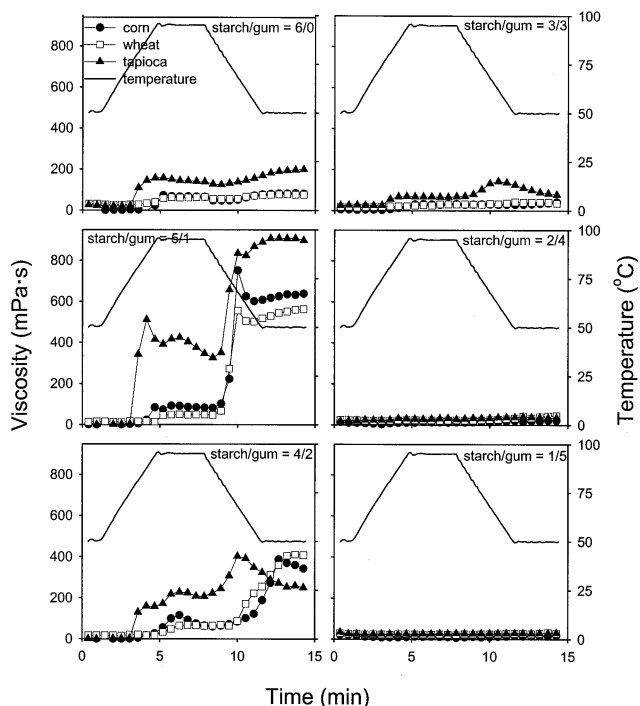 corn
wheat
tapioca
temperature
starch/gum = 6/0
800
600
400
200
0
starch/gum = 3/3
100
75
50
25
0
starch/gum = 5/1
800
600
400
200
0
starch/gum = 2/4
100
75
50
25
0
starch/gum = 4/2
800
600
400
200
0
0 5 10 15
starch/gum = 1/5
100
75
50
25
0
0 5 10 15
Viscosity (mPa·s)
Temperature (°C)
Time (min)